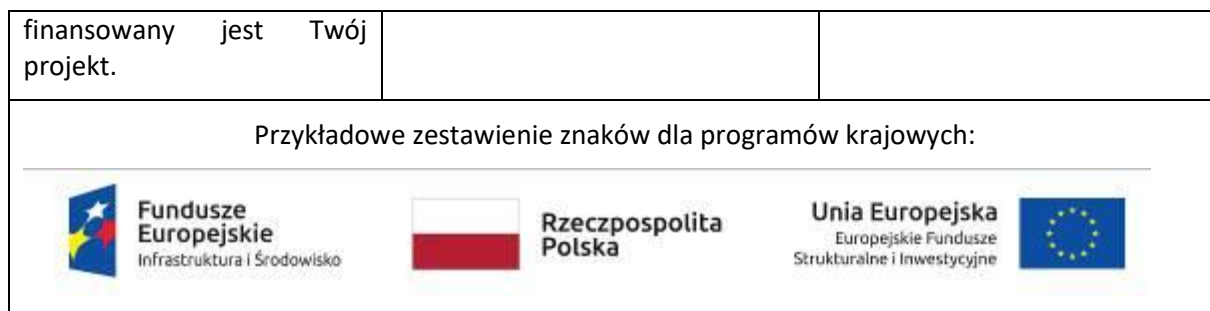 finansowany jest Twój
projekt.
Przykładowe zestawienie znaków dla programów krajowych:
Fundusze
Europejskie
Infrastruktura i Środowisko
Rzeczpospolita
Polska
Unia Europejska
Europejskie Fundusze
Strukturalne i Inwestycyjne